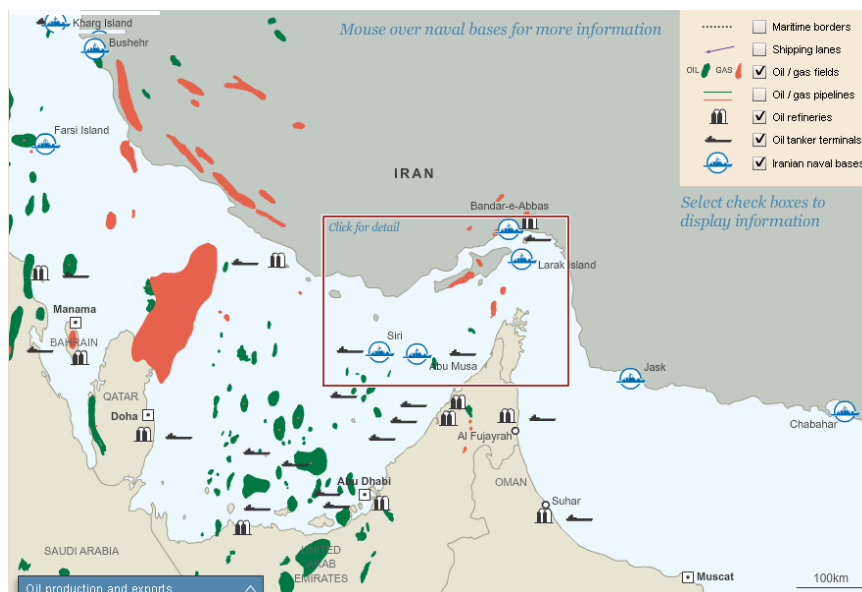 Kharg Island
Bushehr
Mouse over naval bases for more information
Maritime borders
Shipping lanes
OIL GAS Oil / gas fields
Oil / gas pipelines
Oil refineries
Oil tanker terminals
Iranian naval bases
Select check boxes to
display information
Farsi Island
IRAN
Bandar-e-Abbas
Click for detail
Larak Island
Manama
BAHRAIN
Siri
Abu Musa
Jask
QATAR
Doha
Chabahar
Al Fujayrah
OMAN
Abu Dhabi
Suhar
SAUDI ARABIA
UNITED
ARAB
EMIRATES
Muscat
100km
Oil production and exports